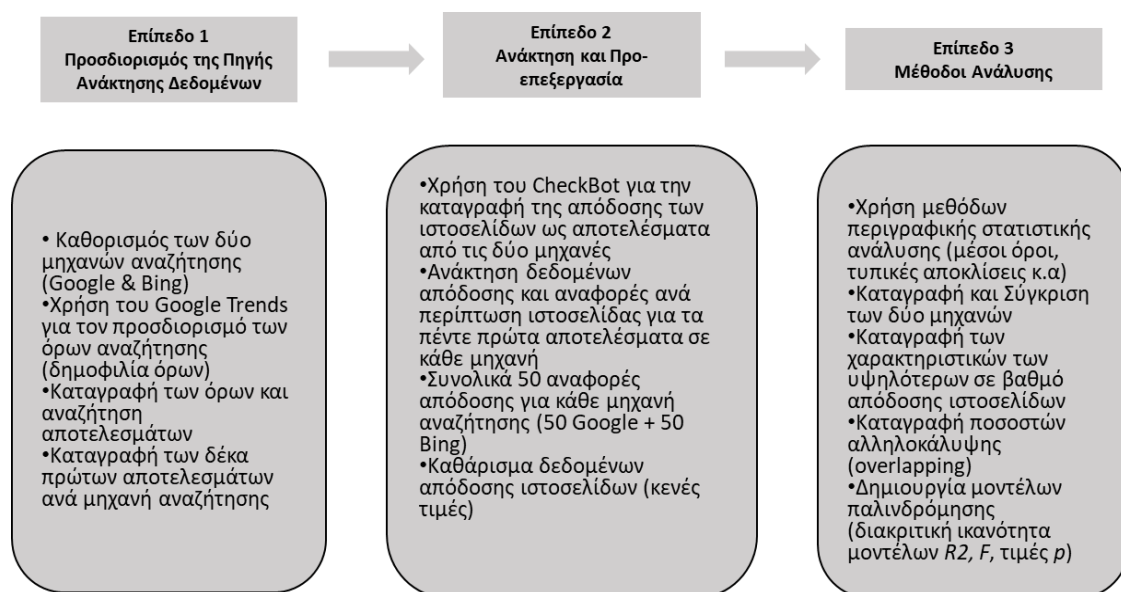 Επίπεδο 1
Προσδιορισμός της Πηγής
Ανάκτησης Δεδομένων
Επίπεδο 2
Ανάκτηση και Προ-
επεξεργασία
Επίπεδο 3
Μέθοδοι Ανάλυσης
• Καθορισμός των δύο
μηχανών αναζήτησης
(Google & Bing)
•Χρήση του Google Trends
για τον προσδιορισμό των
όρων αναζήτησης
(δημοφιλία όρων)
•Καταγραφή των όρων και
αναζήτηση
αποτελεσμάτων
•Καταγραφή των δέκα
πρώτων αποτελεσμάτων
ανά μηχανή αναζήτησης
•Χρήση του CheckBot για την
καταγραφή της απόδοσης των
ιστοσελίδων ως αποτελέσματα
από τις δύο μηχανές
•Ανάκτηση δεδομένων
απόδοσης και αναφορές ανά
περίπτωση ιστοσελίδας για τα
πέντε πρώτα αποτελέσματα σε
κάθε μηχανή
•Συνολικά 50 αναφορές
απόδοσης για κάθε μηχανή
αναζήτησης (50 Google + 50
Bing)
•Καθάρισμα δεδομένων
απόδοσης ιστοσελίδων (κενές
τιμές)
•Χρήση μεθόδων
περιγραφικής στατιστικής
ανάλυσης (μέσοι όροι,
τυπικές αποκλίσεις κ.α)
•Καταγραφή και Σύγκριση
των δύο μηχανών
•Καταγραφή των
χαρακτηριστικών των
υψηλότερων σε βαθμό
απόδοσης ιστοσελίδων
•Καταγραφή ποσοστών
αλληλοκάλυψης
(overlapping)
•Δημιουργία μοντέλων
παλινδρόμησης
(διακριτική ικανότητα
μοντέλων R2, F, τιμές p)